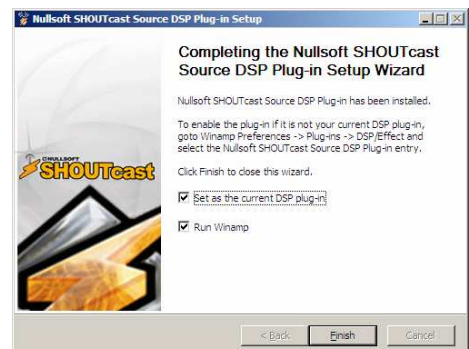 Nullsoft SHOUTcast Source DSP Plug-in Setup
Completing the Nullsoft SHOUTcast
Source DSP Plug-in Setup Wizard
Nullsoft SHOUTcast Source DSP Plug-in has been installed.
To enable the plug-in if it is not your current DSP plug-in,
goto Winamp Preferences -> Plug-ins -> DSP/Effect and
select the Nullsoft SHOUTcast Source DSP Plug-in entry.
NULLSOFT
SHOUTcast
Click Finish to close this wizard.
Set as the current DSP plug-in
Run Winamp
< Back
Finish
Cancel